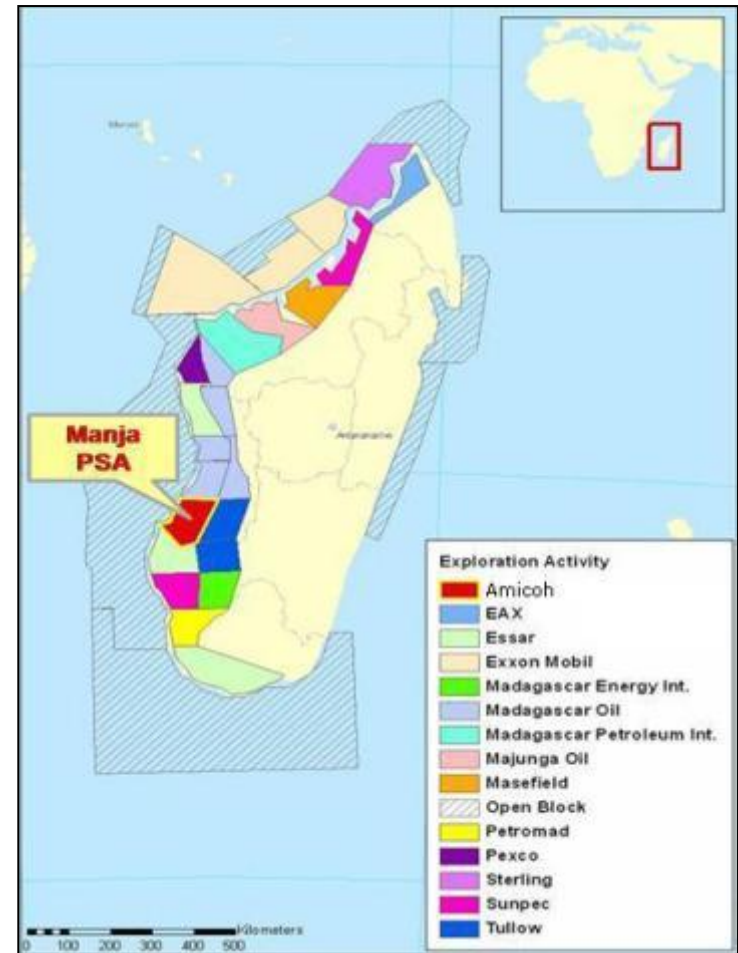 Manja
PSA
Exploration Activity
Amicoh
EAX
Essar
Exxon Mobil
Madagascar Energy Int.
Madagascar Oil
Madagascar Petroleum Int.
Majunga Oil
Masefield
Open Block
Petromad
Pexco
Sterling
Sunpec
Tullow
Kilometers
0 100 200 300 400 500